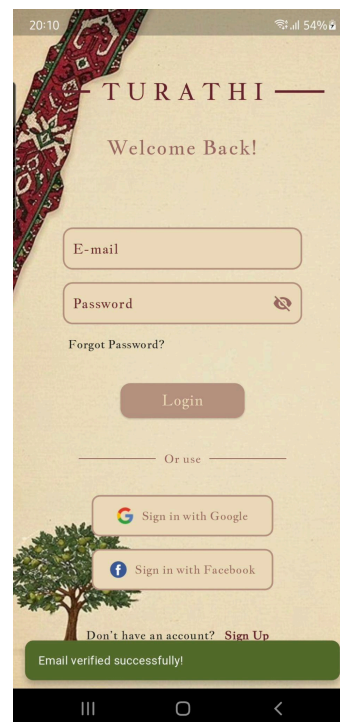 20:10 54%
TURATHI
Welcome Back!
E-mail
Password
Forgot Password?
Login
Or use
Sign in with Google
Sign in with Facebook
Don't have an account? Sign Up
Email verified successfully!